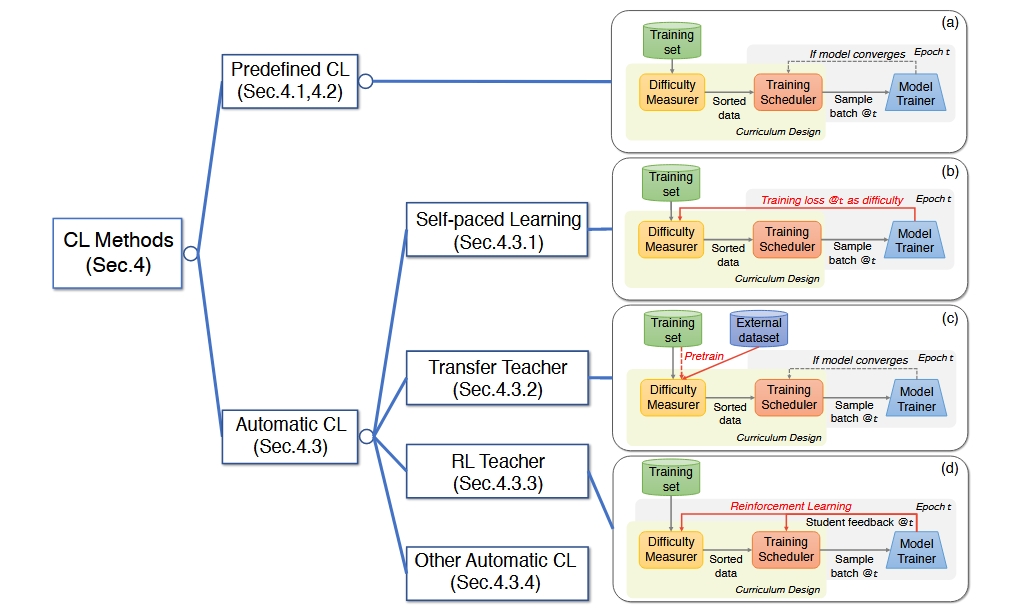 CL Methods
(Sec.4)
Predefined CL
(Sec.4.1,4.2)
Automatic CL
(Sec.4.3)
Self-paced Learning
(Sec.4.3.1)
Transfer Teacher
(Sec.4.3.2)
RL Teacher
(Sec.4.3.3)
Other Automatic CL
(Sec.4.3.4)
(a)
Training
set
If model converges
Epoch t
Difficulty
Measurer
Sorted
data
Training
Scheduler
Sample
batch @t
Model
Trainer
Curriculum Design
(b)
Training
set
Training loss @t as difficulty
Epoch t
Difficulty
Measurer
Sorted
data
Training
Scheduler
Sample
batch @t
Model
Trainer
Curriculum Design
(c)
Training
set
External
dataset
Pretrain
If model converges
Epoch t
Difficulty
Measurer
Sorted
data
Training
Scheduler
Sample
batch @t
Model
Trainer
Curriculum Design
(d)
Training
set
Reinforcement Learning
Epoch t
Student feedback @t
Difficulty
Measurer
Sorted
data
Training
Scheduler
Sample
batch @t
Model
Trainer
Curriculum Design